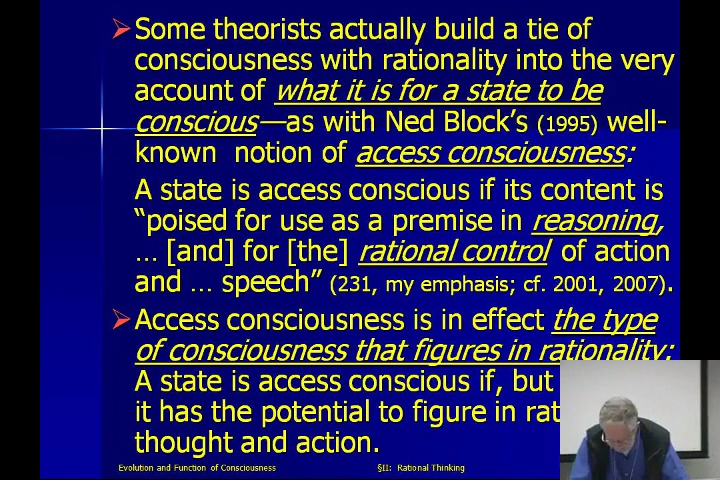 Some theorists actually build a tie of
consciousness with rationality into the very
account of what it is for a state to be
conscious—as with Ned Block's (1995) well-
known notion of access consciousness:
A state is access conscious if its content is
“poised for use as a premise in reasoning,
… [and] for [the] rational control of action
and … speech” (231, my emphasis; cf. 2001, 2007).
Access consciousness is in effect the type
of consciousness that figures in rationality:
A state is access conscious if, but
it has the potential to figure in
thought and action.
Evolution and Function of Consciousness
§II: Rational Thinking